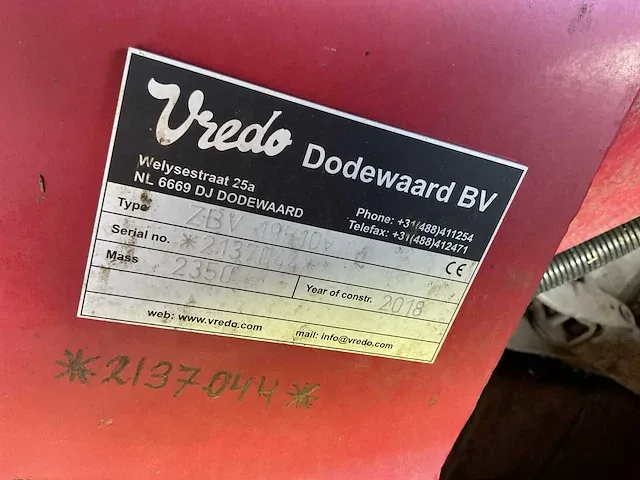 Vredo Dodewaard BV
Welysestraat 25a
NL 6669 DJ DODEWAARD
Phone: +31(488)411254
Telefax: +31(488)412471
Type ZBV
Serial no. *2137044*
Mass 2350
Year of constr. 2018
CE
web: www.vredo.com
mail: info@vredo.com
*2137044*